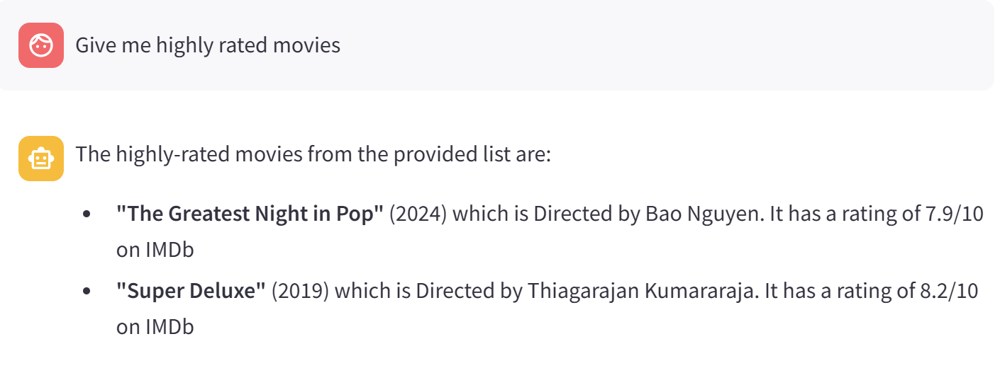 Give me highly rated movies
The highly-rated movies from the provided list are:
• "The Greatest Night in Pop" (2024) which is Directed by Bao Nguyen. It has a rating of 7.9/10
on IMDb
• "Super Deluxe" (2019) which is Directed by Thiagarajan Kumararaja. It has a rating of 8.2/10
on IMDb